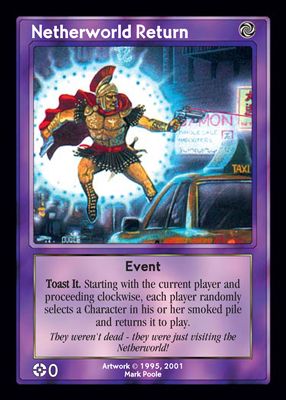 Netherworld Return
TAXI
Event
Toast It. Starting with the current player and
proceeding clockwise, each player randomly
selects a Character in his or her smoked pile
and returns it to play.
They weren't dead - they were just visiting the
Netherworld!
0
Artwork © 1995, 2001
Mark Poole